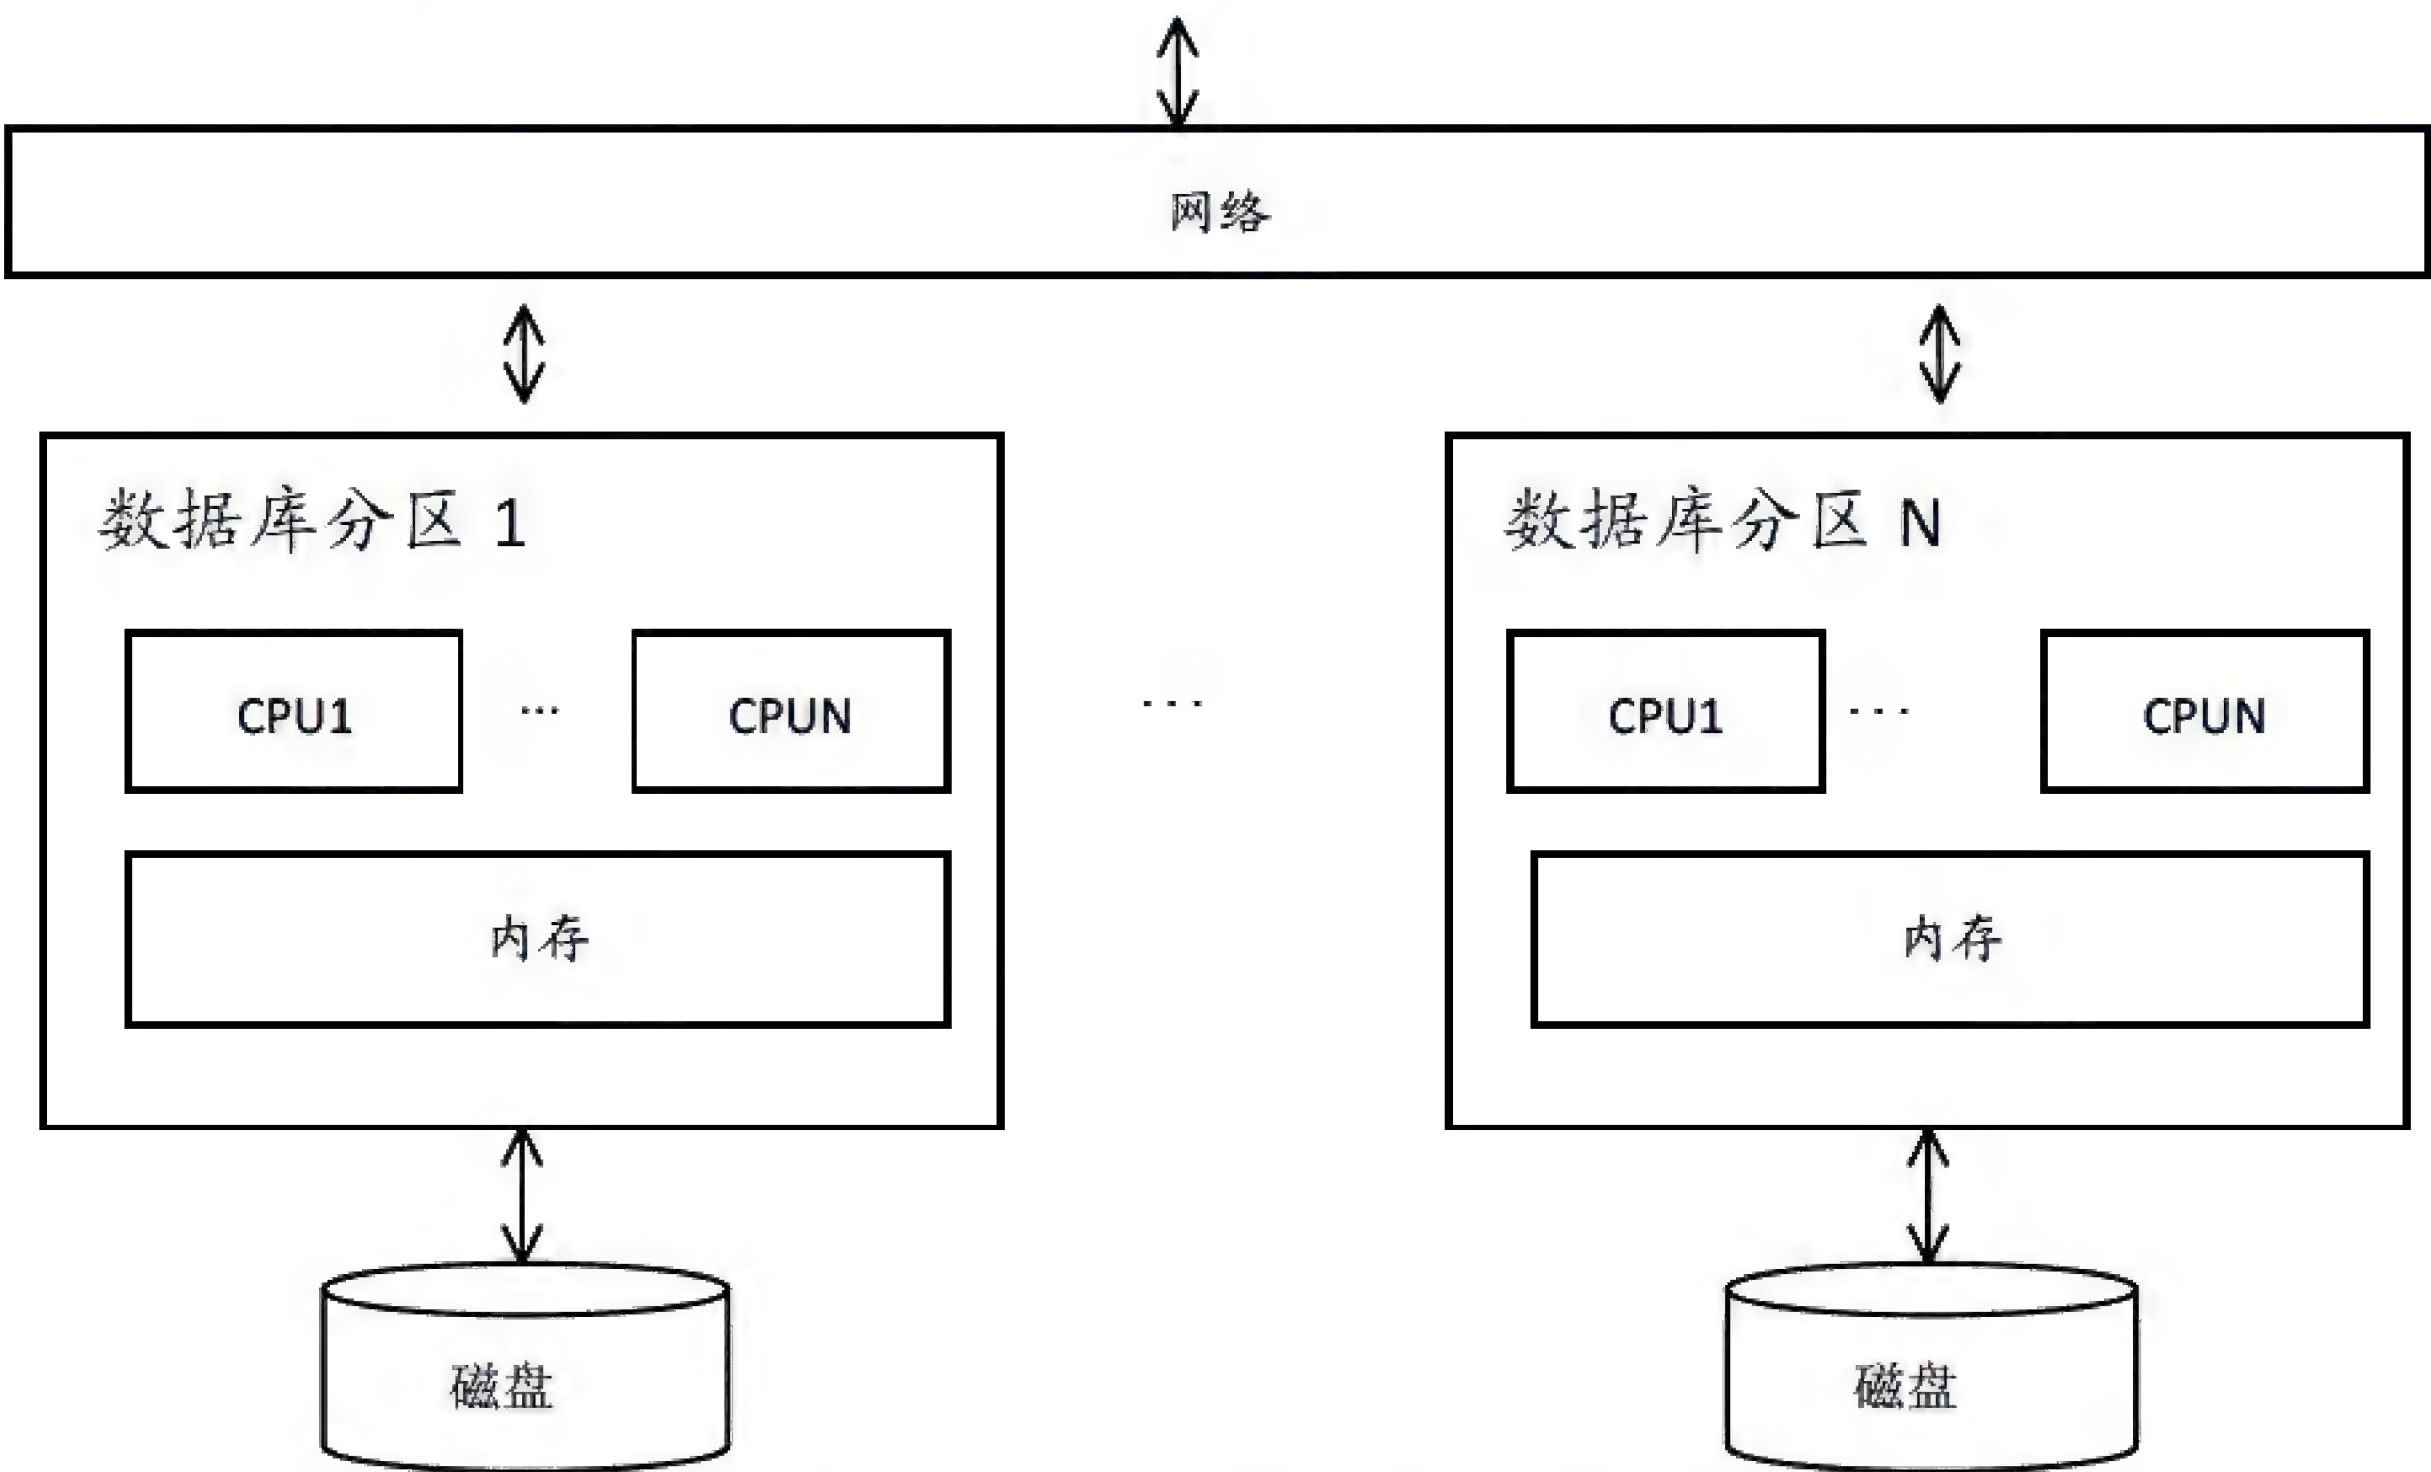 网络
数据库分区 1
数据库分区 N
CPU1 ... CPUN ... CPU1 ... CPUN
内存
内存
磁盘
磁盘